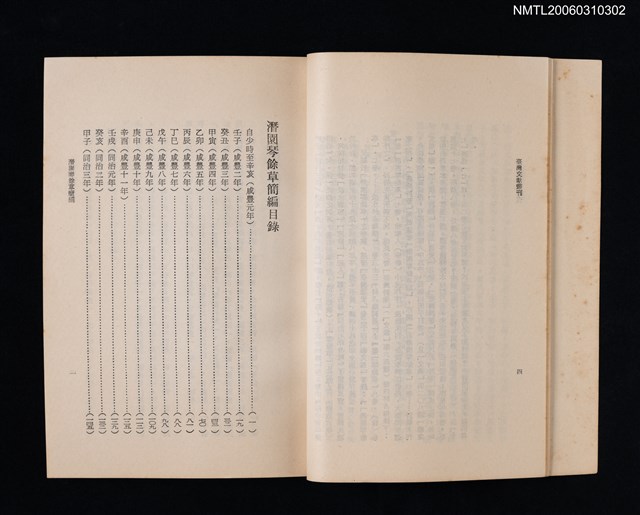 NMTL20060310302
臺灣文獻叢刊
四
潛園琴餘草簡編目錄
自少時至辛亥（咸豐元年）（一）
壬子（咸豐二年）
癸丑（咸豐三年）
甲寅（咸豐四年）
乙卯（咸豐五年）
丙辰（咸豐六年）
丁巳（咸豐七年）
戊午（咸豐八年）
己未（咸豐九年）
庚申（咸豐十年）
辛酉（咸豐十一年）
壬戌（同治元年）
癸亥（同治二年）
甲子（同治三年）
潛園琴餘草簡編
一